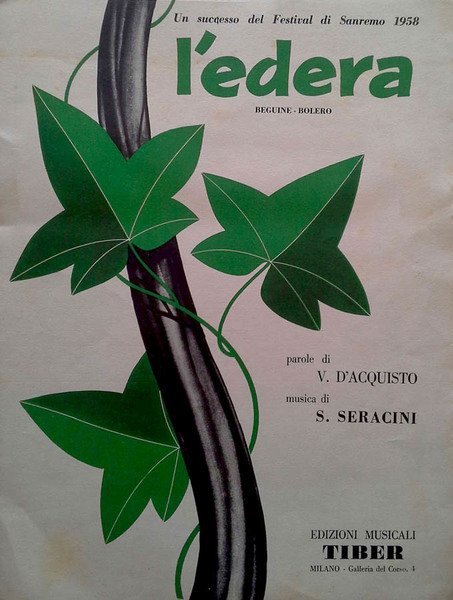 Un successo del Festival di Sanremo 1958
l'edera
BEGUINE - BOLERO
parole di
V. D'ACQUISTO
musica di
S. SERACINI
EDIZIONI MUSICALI
TIBER
MILANO - Galleria del Corso, 4